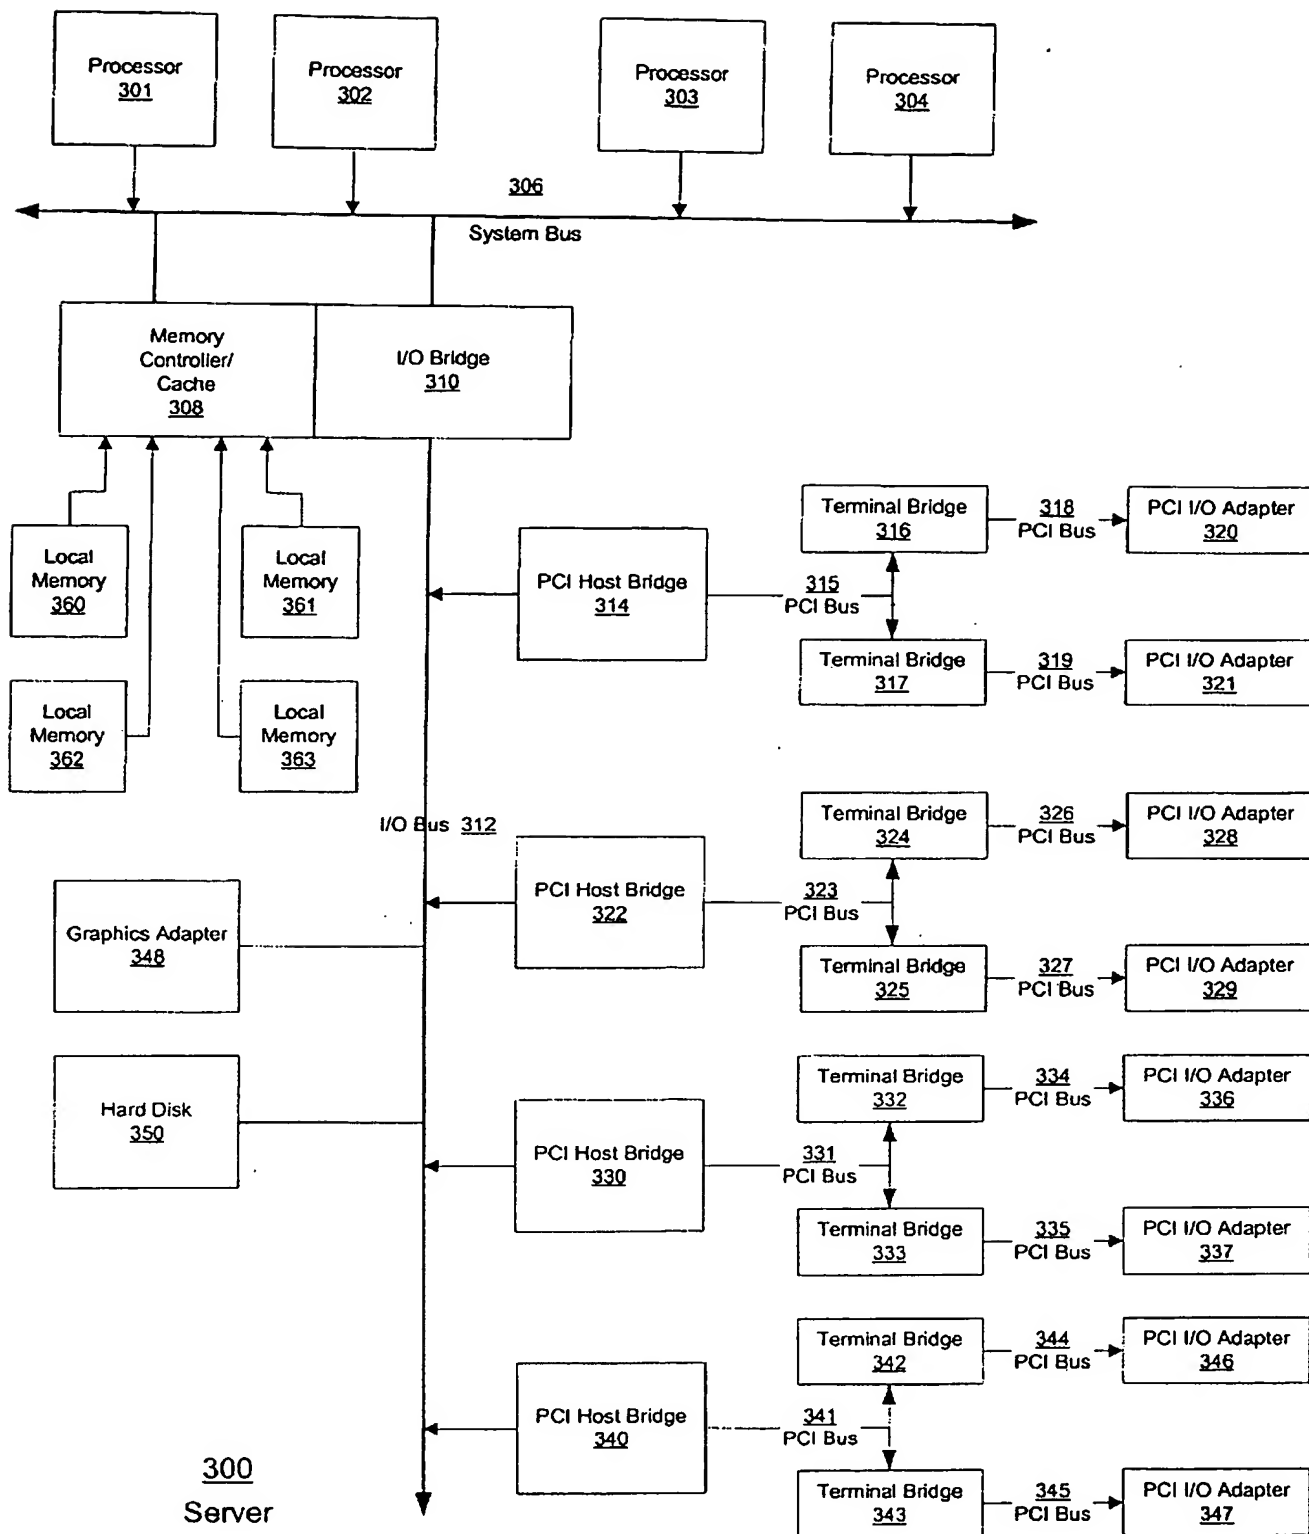 Processor
301
Processor
302
Processor
303
Processor
304
306
System Bus
Memory
Controller/
Cache
308
I/O Bridge
310
Local
Memory
360
Local
Memory
361
Local
Memory
362
Local
Memory
363
I/O Bus 312
Graphics Adapter
348
Hard Disk
350
PCI Host Bridge
314
315
PCI Bus
Terminal Bridge
316
318
PCI Bus
PCI I/O Adapter
320
Terminal Bridge
317
319
PCI Bus
PCI I/O Adapter
321
PCI Host Bridge
322
323
PCI Bus
Terminal Bridge
324
326
PCI Bus
PCI I/O Adapter
328
Terminal Bridge
325
327
PCI Bus
PCI I/O Adapter
329
PCI Host Bridge
330
331
PCI Bus
Terminal Bridge
332
334
PCI Bus
PCI I/O Adapter
336
Terminal Bridge
333
335
PCI Bus
PCI I/O Adapter
337
PCI Host Bridge
340
341
PCI Bus
Terminal Bridge
342
344
PCI Bus
PCI I/O Adapter
346
Terminal Bridge
343
345
PCI Bus
PCI I/O Adapter
347
300
Server